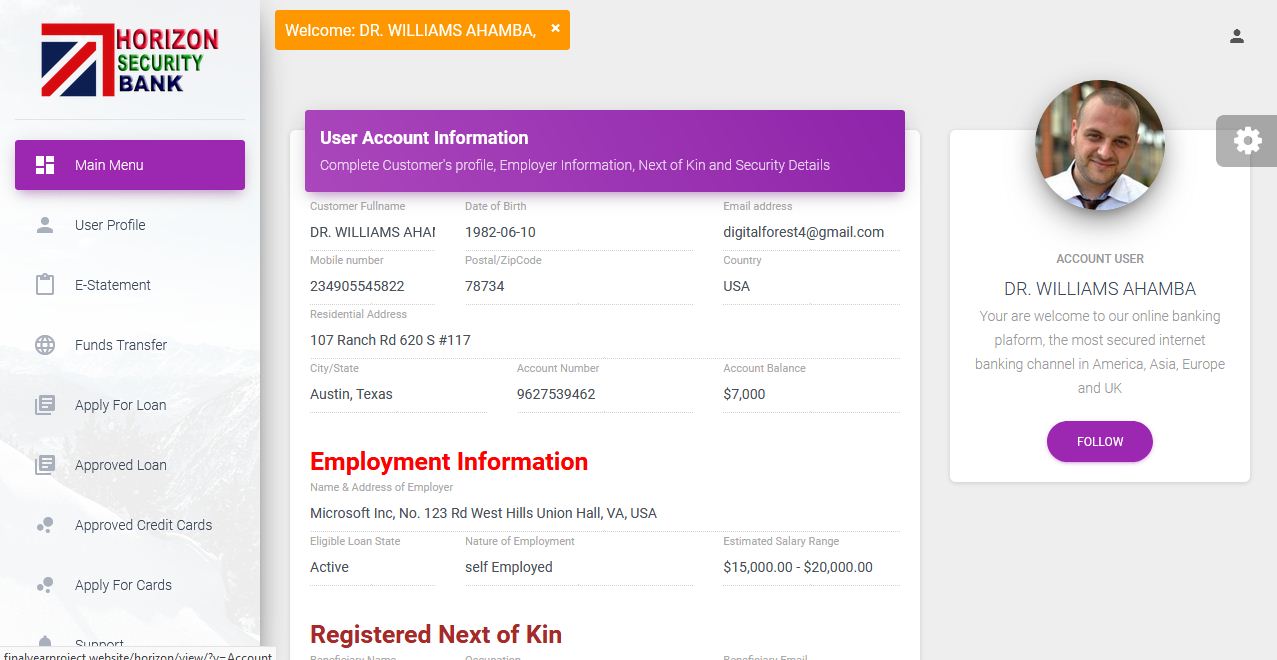 HORIZON
SECURITY
BANK
Main Menu
User Profile
E-Statement
Funds Transfer
Apply For Loan
Approved Loan
Approved Credit Cards
Apply For Cards
Support
finalyearproject.website/horizon/view/?v=Account
Welcome: DR. WILLIAMS AHAMBA, ×
User Account Information
Complete Customer's profile, Employer Information, Next of Kin and Security Details
Customer Fullname Date of Birth Email address
DR. WILLIAMS AHAM 1982-06-10 digitalforest4@gmail.com
Mobile number Postal/ZipCode Country
234905545822 78734 USA
Residential Address
107 Ranch Rd 620 S #117
City/State Account Number Account Balance
Austin, Texas 9627539462 $7,000
Employment Information
Name & Address of Employer
Microsoft Inc, No. 123 Rd West Hills Union Hall, VA, USA
Eligible Loan State Nature of Employment Estimated Salary Range
Active self Employed $15,000.00 - $20,000.00
Registered Next of Kin
Beneficiary Name Occupation Beneficiary Email
ACCOUNT USER
DR. WILLIAMS AHAMBA
Your are welcome to our online banking
plaform, the most secured internet
banking channel in America, Asia, Europe
and UK
FOLLOW